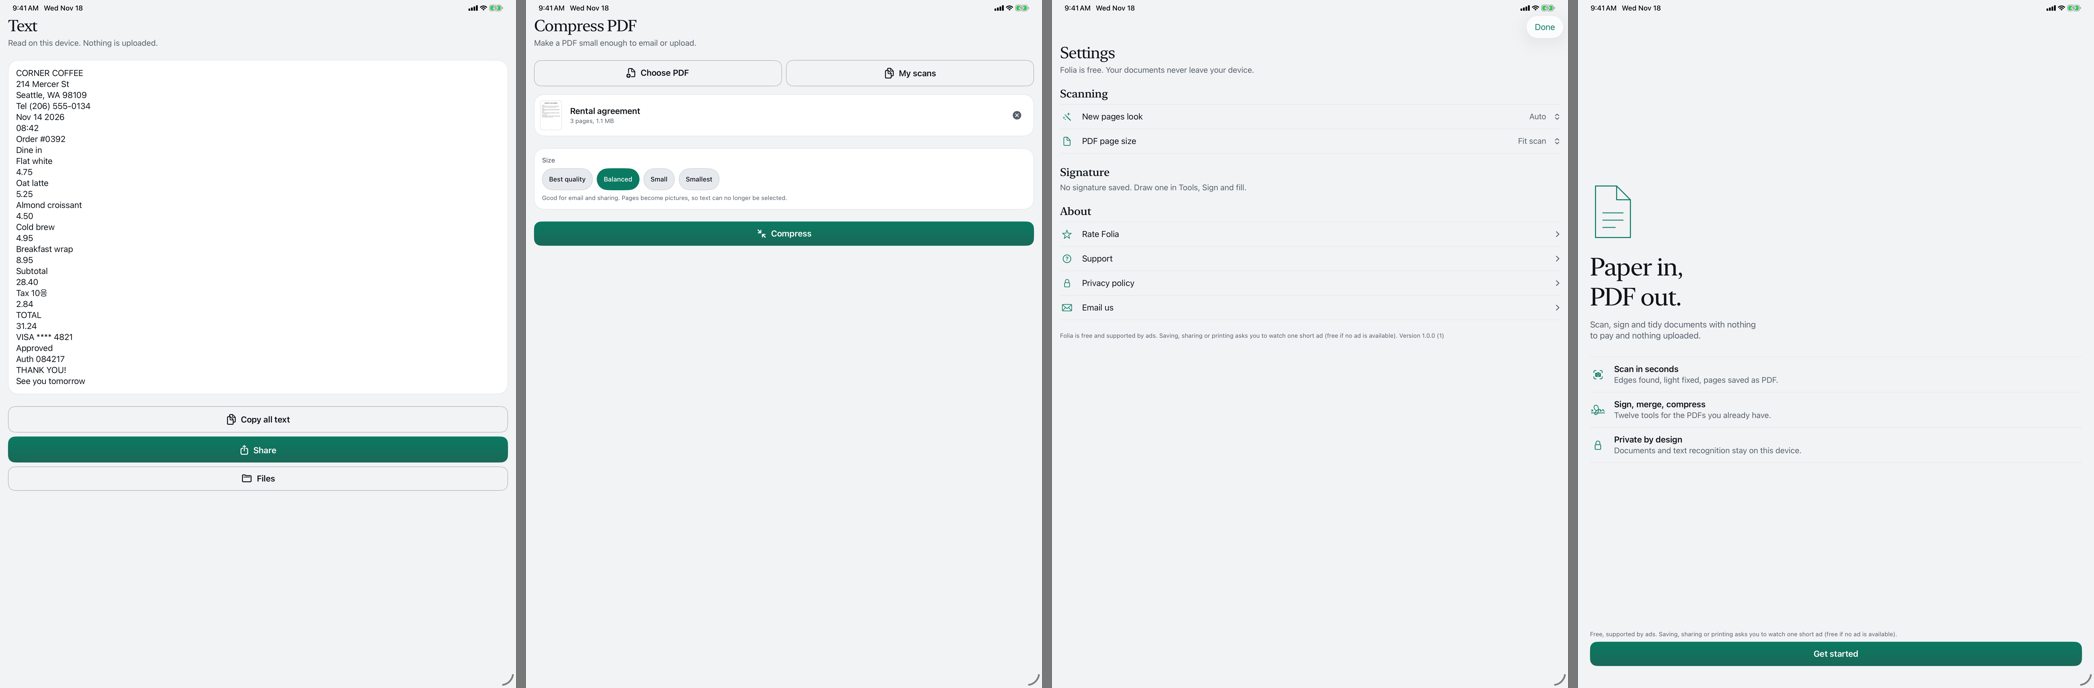 9:41 AM Wed Nov 18
Text
Read on this device. Nothing is uploaded.
CORNER COFFEE
214 Mercer St
Seattle, WA 98109
Tel (206) 555-0134
Nov 14 2026
08:42
Order #0392
Dine in
Flat white
4.75
Oat latte
5.25
Almond croissant
4.50
Cold brew
4.95
Breakfast wrap
8.95
Subtotal
28.40
Tax 10
2.84
TOTAL
31.24
VISA **** 4821
Approved
Auth 084217
THANK YOU!
See you tomorrow
Copy all text
Share
Files
9:41 AM Wed Nov 18
Compress PDF
Make a PDF small enough to email or upload.
Choose PDF
My scans
Rental agreement
3 pages, 1.1 MB
Size
Best quality
Balanced
Small
Smallest
Good for email and sharing. Pages become pictures, so text can no longer be selected.
Compress
9:41 AM Wed Nov 18
Done
Settings
Folia is free. Your documents never leave your device.
Scanning
New pages look Auto
PDF page size Fit scan
Signature
No signature saved. Draw one in Tools, Sign and fill.
About
Rate Folia
Support
Privacy policy
Email us
Folia is free and supported by ads. Saving, sharing or printing asks you to watch one short ad (free if no ad is available). Version 1.0.0 (1)
9:41 AM Wed Nov 18
Paper in,
PDF out.
Scan, sign and tidy documents with nothing
to pay and nothing uploaded.
Scan in seconds
Edges found, light fixed, pages saved as PDF.
Sign, merge, compress
Twelve tools for the PDFs you already have.
Private by design
Documents and text recognition stay on this device.
Free, supported by ads. Saving, sharing or printing asks you to watch one short ad (free if no ad is available).
Get started